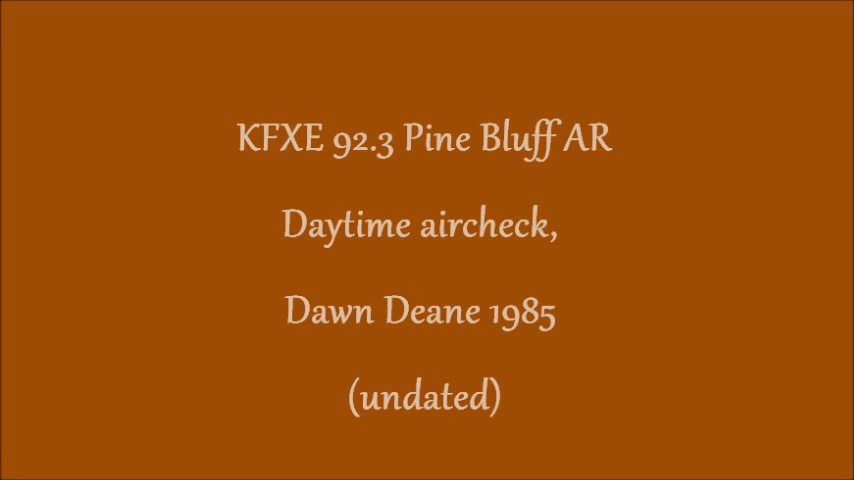 KFXE 92.3 Pine Bluff AR
Daytime aircheck,
Dawn Deane 1985
(undated)